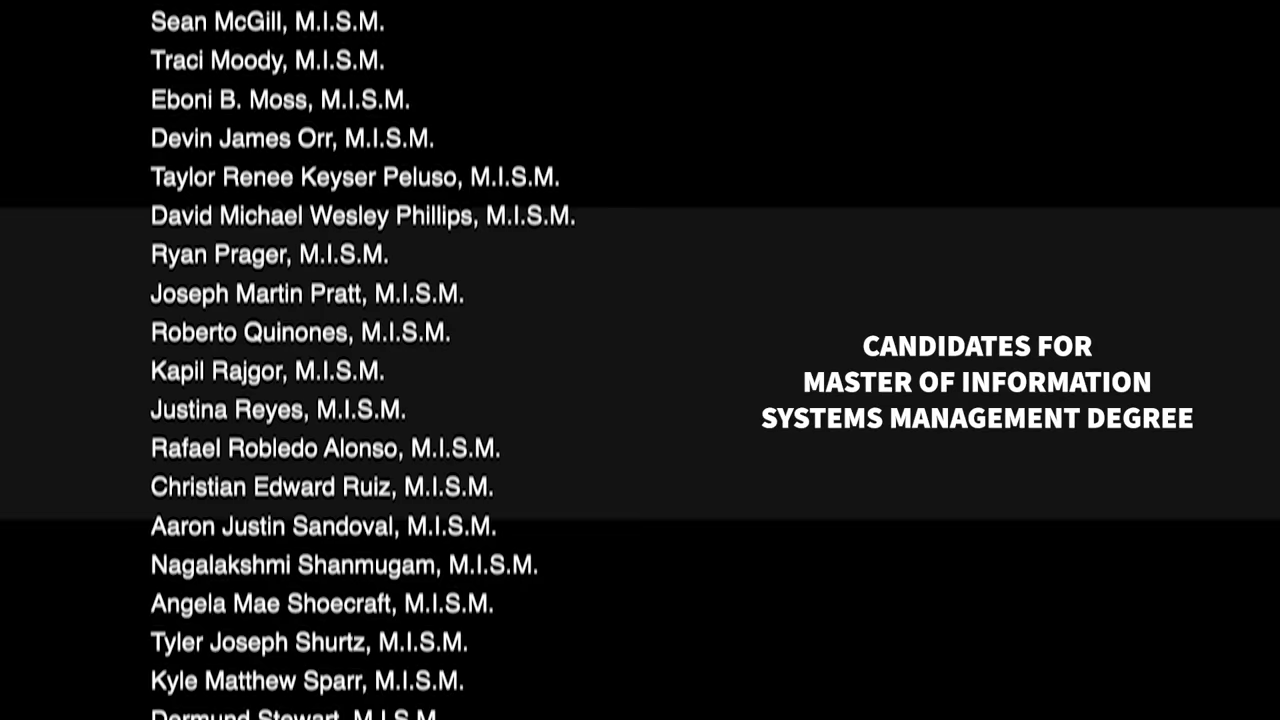 Sean McGill, M.I.S.M.
Traci Moody, M.I.S.M.
Eboni B. Moss, M.I.S.M.
Devin James Orr, M.I.S.M.
Taylor Renee Keyser Peluso, M.I.S.M.
David Michael Wesley Phillips, M.I.S.M.
Ryan Prager, M.I.S.M.
Joseph Martin Pratt, M.I.S.M.
Roberto Quinones, M.I.S.M.
Kapil Rajgor, M.I.S.M.
Justina Reyes, M.I.S.M.
Rafael Robledo Alonso, M.I.S.M.
Christian Edward Ruiz, M.I.S.M.
Aaron Justin Sandoval, M.I.S.M.
Nagalakshmi Shanmugam, M.I.S.M.
Angela Mae Shoecraft, M.I.S.M.
Tyler Joseph Shurtz, M.I.S.M.
Kyle Matthew Sparr, M.I.S.M.
Stewart, M.I.S.M.
CANDIDATES FOR
MASTER OF INFORMATION
SYSTEMS MANAGEMENT DEGREE